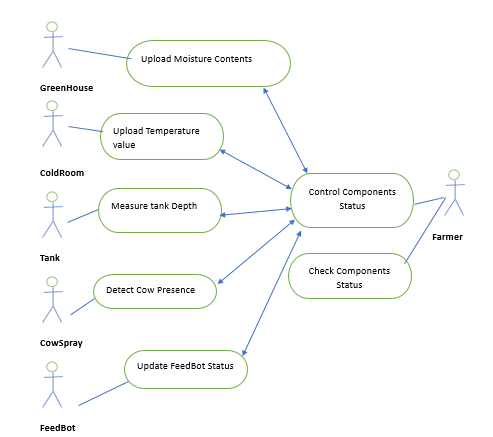 Upload Moisture Contents
GreenHouse
Upload Temperature
value
ColdRoom
Control Components
Status
Measure tank Depth
Farmer
Tank
Check Components
Status
Detect Cow Presence
CowSpray
Update FeedBot Status
FeedBot